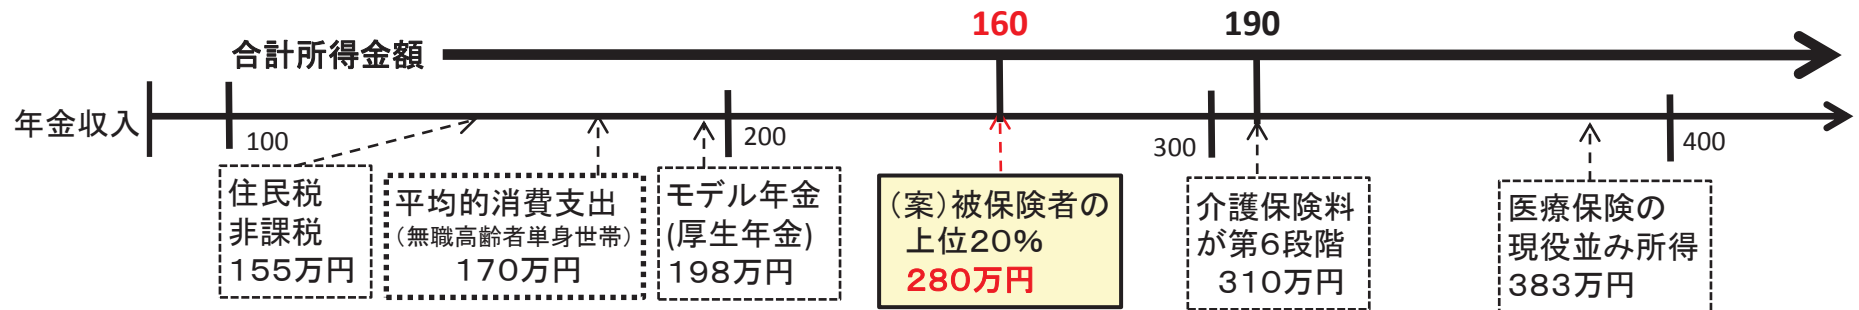 160
190
合計所得金額
年金収入
100
200
300
400
住民税
非課税
155万円
平均的消費支出
(無職高齢者単身世帯)
170万円
モデル年金
(厚生年金)
198万円
(案)被保険者の
上位20%
280万円
介護保険料
が第6段階
310万円
医療保険の
現役並み所得
383万円